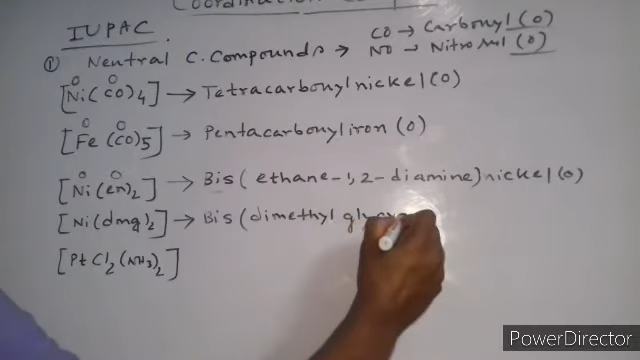 Coordination
IUPAC.
CO → Carbonyl (0)
① Neutral C. Compounds → NO → Nitrosyl (0)
[Ni(CO)4] → Tetracarbonylnickel(0)
[Fe(CO)5] → Pentacarbonyliron (0)
[Ni(en)2] → Bis(ethane-1,2-diamine)nickel(0)
[Ni(dmg)2] → Bis(dimethyl
[PtCl2(NH3)2]
PowerDirector